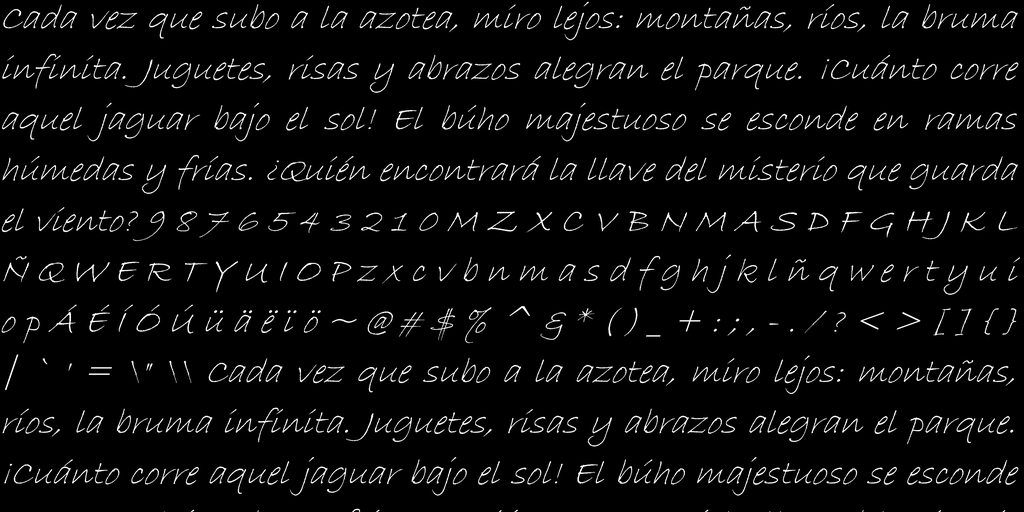 Cada vez que subo a la azotea, miro lejos: montañas, ríos, la bruma
infinita. Juguetes, risas y abrazos alegran el parque. ¡Cuánto corre
aquel jaguar bajo el sol! El búho majestuoso se esconde en ramas
húmedas y frías. ¿Quién encontrará la llave del misterio que guarda
el viento? 9 8 7 6 5 4 3 2 1 0 M Z X C V B N M A S D F G H J K L
Ñ Q W E R T Y U I O P z x c v b n m a s d f g h j k l ñ q w e r t y u i
o p Á É Í Ó Ú ü ä ë ï ö ~ @ # $ % ^ & * ( ) _ + : ; , - . / ? < > [ ] { }
| ` ' = \" \\ Cada vez que subo a la azotea, miro lejos: montañas,
ríos, la bruma infinita. Juguetes, risas y abrazos alegran el parque.
¡Cuánto corre aquel jaguar bajo el sol! El búho majestuoso se esconde